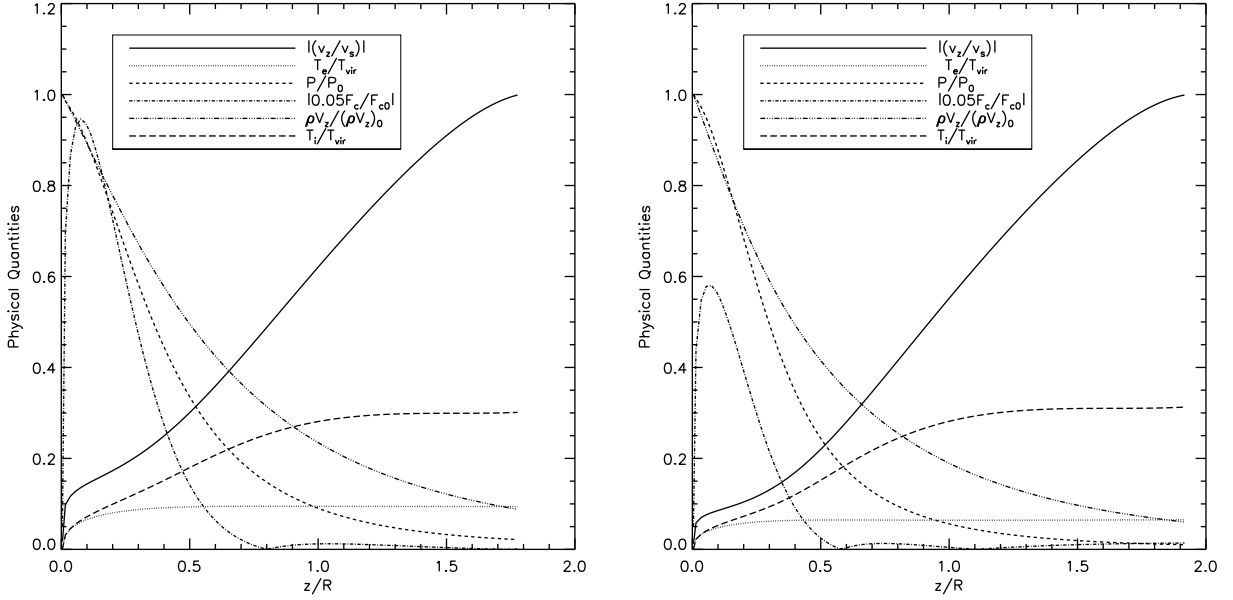 1.2
1.0
0.8
0.6
0.4
0.2
0.0
Physical Quantities
|(v_z/v_s)|
T_e/T_vir
P/P_0
|0.05F_c/F_c0|
ρV_z/(ρV_z)_0
T_i/T_vir
0.0 0.5 1.0 1.5 2.0
z/R
1.2
1.0
0.8
0.6
0.4
0.2
0.0
Physical Quantities
|(v_z/v_s)|
T_e/T_vir
P/P_0
|0.05F_c/F_c0|
ρV_z/(ρV_z)_0
T_i/T_vir
0.0 0.5 1.0 1.5 2.0
z/R